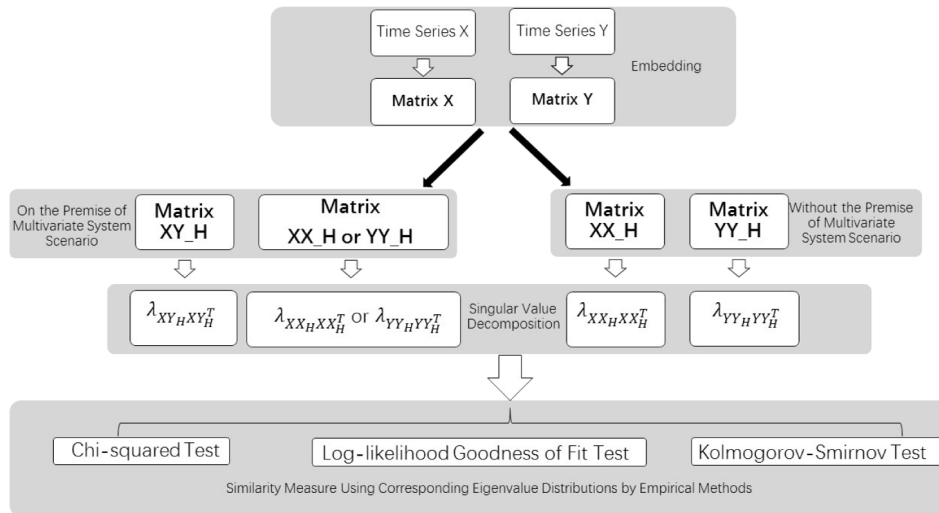 Time Series X
Time Series Y
Embedding
Matrix X
Matrix Y
On the Premise of
Multivariate System
Scenario
Matrix
XY_H
Matrix
XX_H or YY_H
Matrix
XX_H
Matrix
YY_H
Without the Premise
of Multivariate
System Scenario
λ_{XY_H XY_H^T}
λ_{XX_H XX_H^T} or λ_{YY_H YY_H^T}
Singular Value
Decomposition
λ_{XX_H XX_H^T}
λ_{YY_H YY_H^T}
Chi-squared Test
Log-likelihood Goodness of Fit Test
Kolmogorov-Smirnov Test
Similarity Measure Using Corresponding Eigenvalue Distributions by Empirical Methods